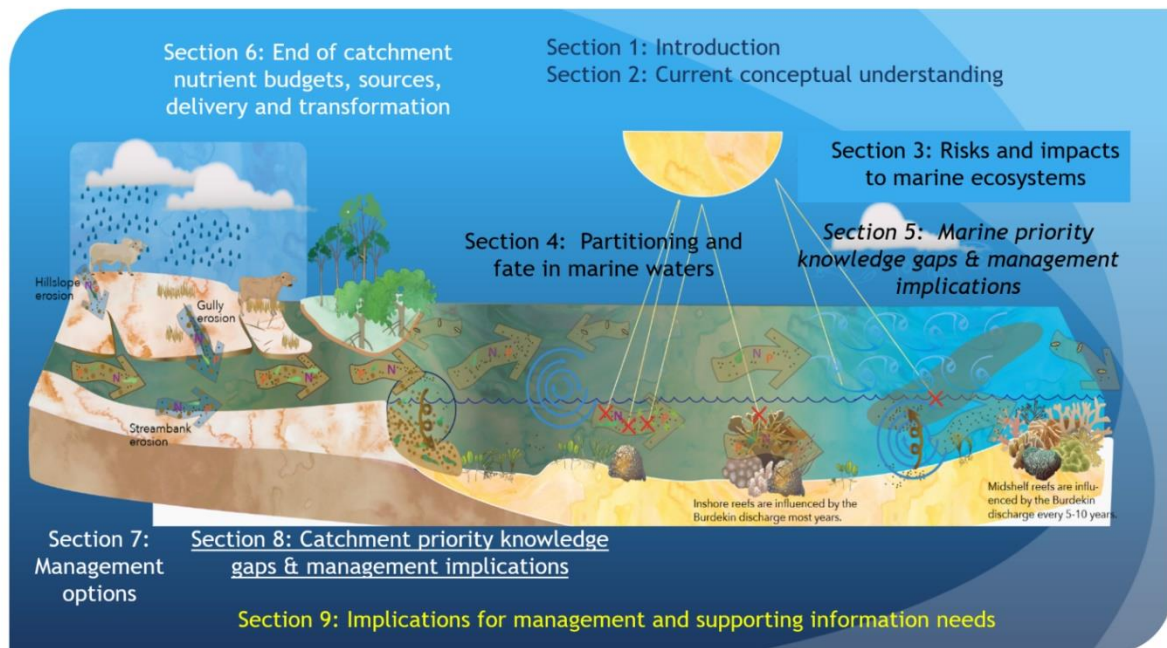 Section 6: End of catchment
nutrient budgets, sources,
delivery and transformation
Section 1: Introduction
Section 2: Current conceptual understanding
Section 3: Risks and impacts
to marine ecosystems
Section 4: Partitioning and
fate in marine waters
Section 5: Marine priority
knowledge gaps & management
implications
Hillslope
erosion
Gully
erosion
Streambank
erosion
Inshore reefs are influenced by the
Burdekin discharge most years.
Midshelf reefs are influ-
enced by the Burdekin
discharge every 5-10 years.
Section 7:
Management
options
Section 8: Catchment priority knowledge
gaps & management implications
Section 9: Implications for management and supporting information needs